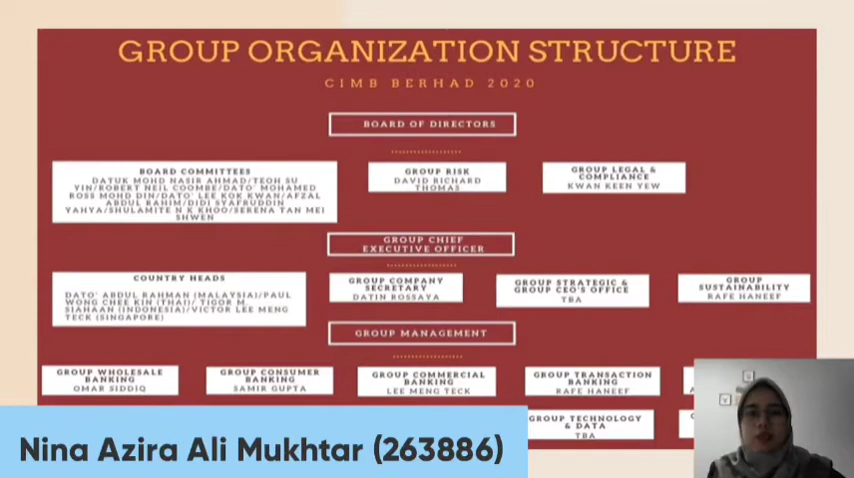 GROUP ORGANIZATION STRUCTURE
CIMB BERHAD 2020
BOARD OF DIRECTORS
BOARD COMMITTEES
DATUK MOHD NASIR AHMAD/TEOH SU
YIN/ROBERT NEIL COOMBE/DATO' MOHAMED
ROSS MOHD DIN/DATO' LEE KOK KWAN/AFZAL
ABDUL RAHIM/DIDI SYAFRUDDIN
YAHYA/SHULAMITE N K KHOO/SERENA TAN MEI
SHWEN
GROUP RISK
DAVID RICHARD
THOMAS
GROUP LEGAL &
COMPLIANCE
KWAN KEEN YEW
GROUP CHIEF
EXECUTIVE OFFICER
COUNTRY HEADS
DATO' ABDUL RAHMAN (MALAYSIA)/PAUL
WONG CHEE KIN (THAI)/ TIGOR M.
SIAHAAN (INDONESIA)/VICTOR LEE MENG
TECK (SINGAPORE)
GROUP COMPANY
SECRETARY
DATIN ROSSAYA
GROUP STRATEGIC &
GROUP CEO'S OFFICE
TBA
GROUP
SUSTAINABILITY
RAFE HANEEF
GROUP MANAGEMENT
GROUP WHOLESALE
BANKING
OMAR SIDDIQ
GROUP CONSUMER
BANKING
SAMIR GUPTA
GROUP COMMERCIAL
BANKING
LEE MENG TECK
GROUP TRANSACTION
BANKING
RAFE HANEEF
GROUP TECHNOLOGY
& DATA
TBA
Nina Azira Ali Mukhtar (263886)